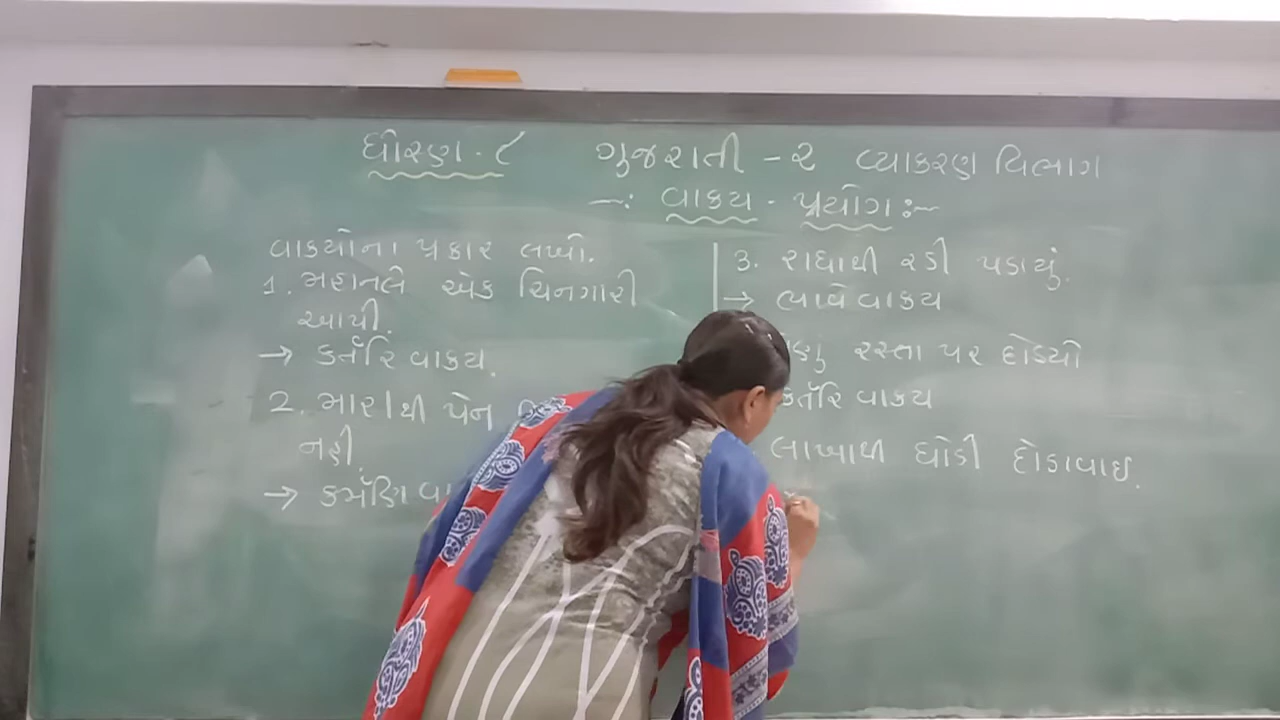 ધોરણ - ૮ ગુજરાતી - ૨ વ્યાકરણ વિભાગ
-: વાક્ય - પ્રયોગ :-
વાક્યોના પ્રકાર લખો.
1. મહાનલે એક ચિનગારી
આપી.
→ કર્તરિ વાક્ય.
2. મારાથી પેન
નહી.
→ કર્મણિ
3. રાધાથી રડી પડાયું.
→ ભાવે વાક્ય
રસ્તા પર દોડ્યો
કર્તરિ વાક્ય
લાખાથી ઘોડી દોડાવાઇ.